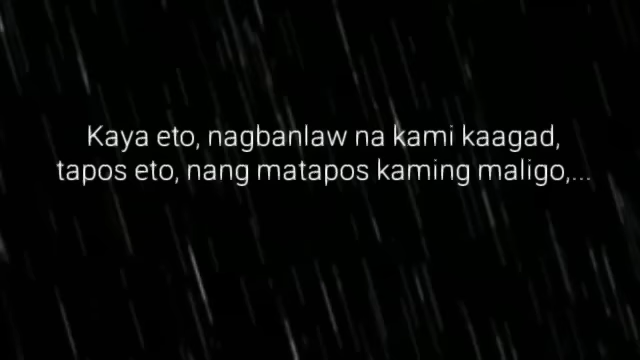 Kaya eto, nagbanlaw na kami kaagad,
tapos eto, nang matapos kaming maligo,...